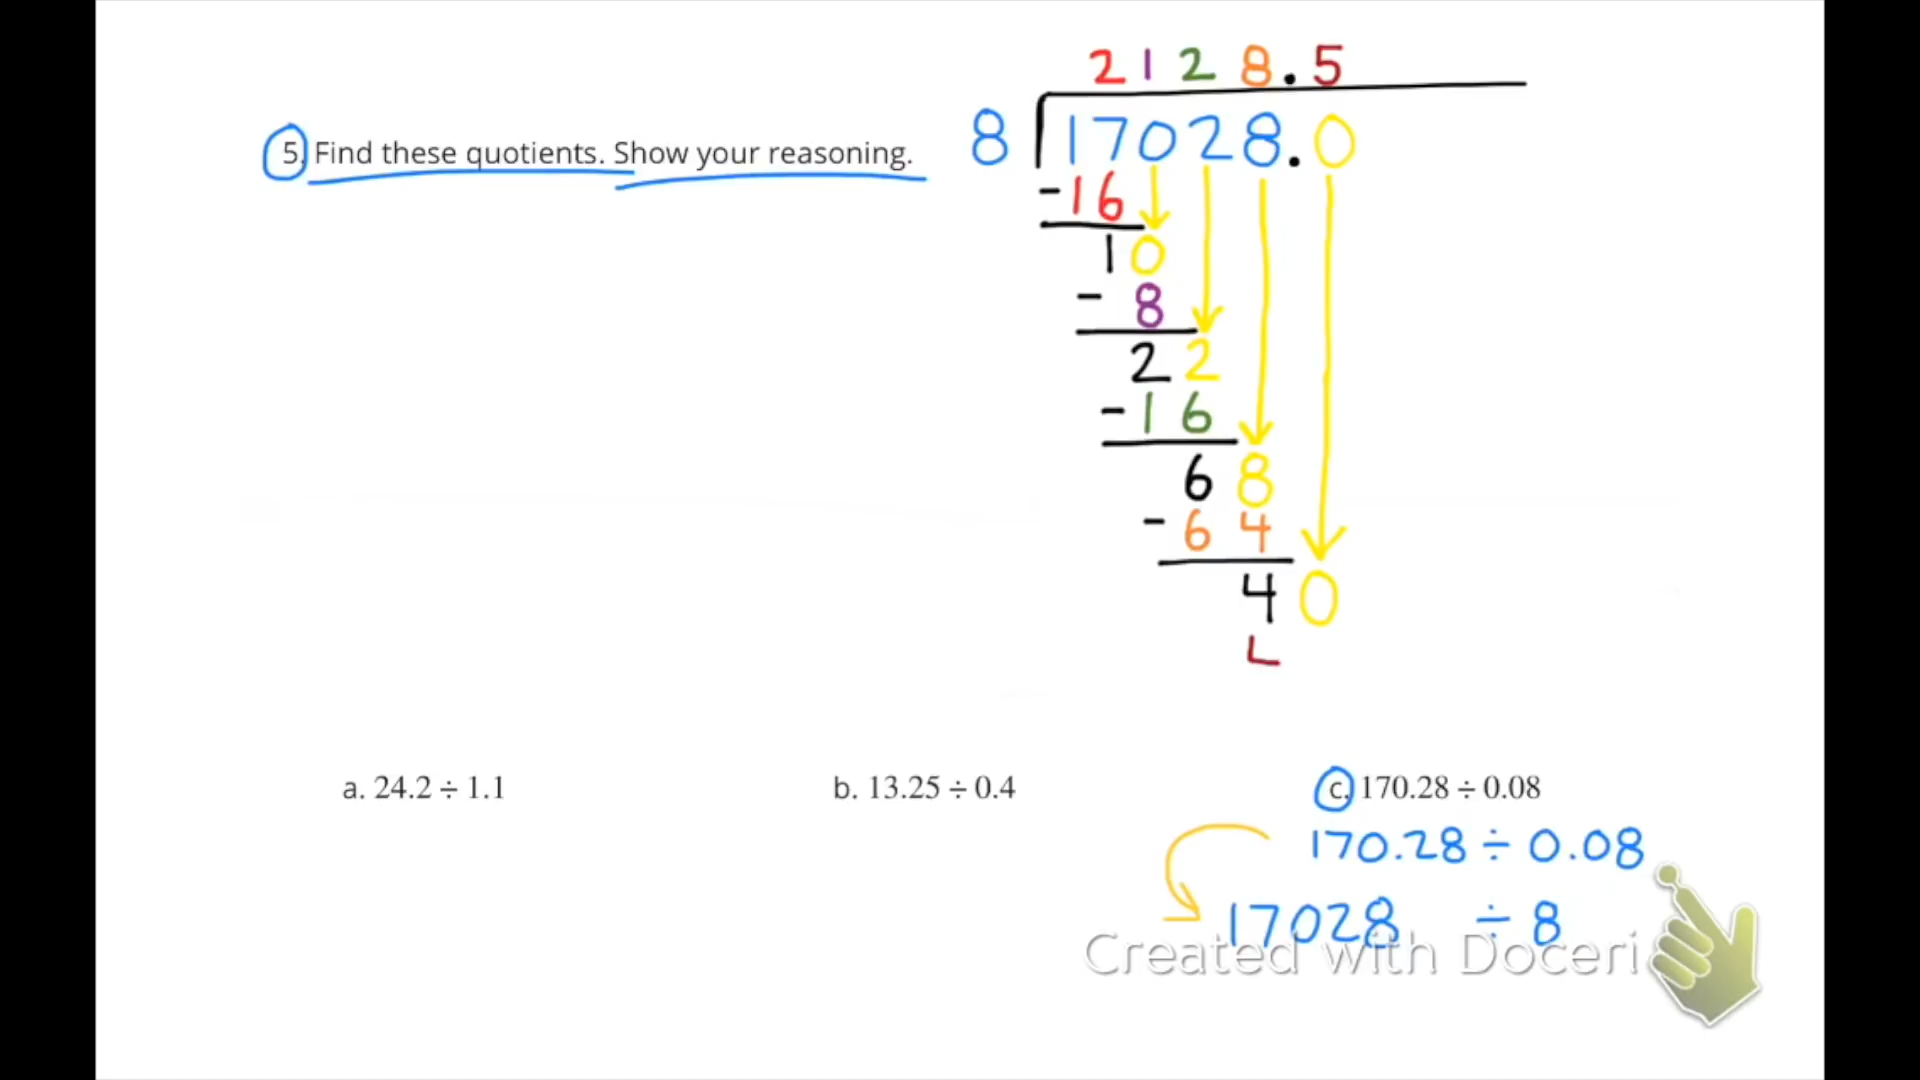 2128.5
5. Find these quotients. Show your reasoning.
8 17028.0
-16
10
- 8
22
-16
68
- 64
40
a. 24.2 ÷ 1.1
b. 13.25 ÷ 0.4
c. 170.28 ÷ 0.08
170.28 ÷ 0.08
17028 ÷ 8
Created with Doceri